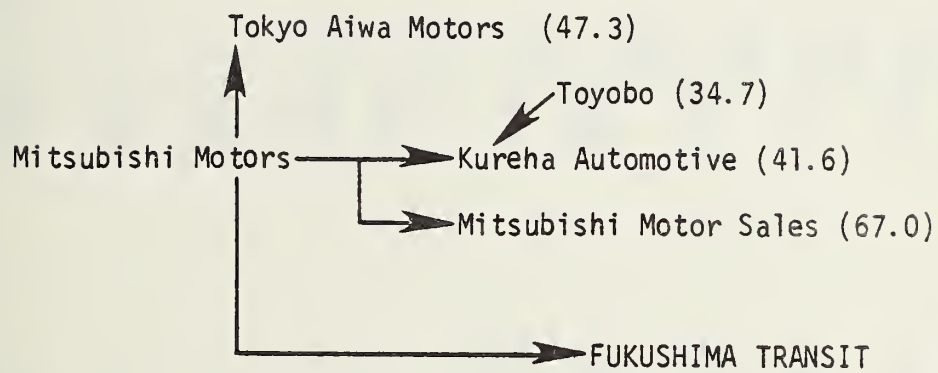 Tokyo Aiwa Motors (47.3)
Toyobo (34.7)
Mitsubishi Motors
Kureha Automotive (41.6)
Mitsubishi Motor Sales (67.0)
FUKUSHIMA TRANSIT